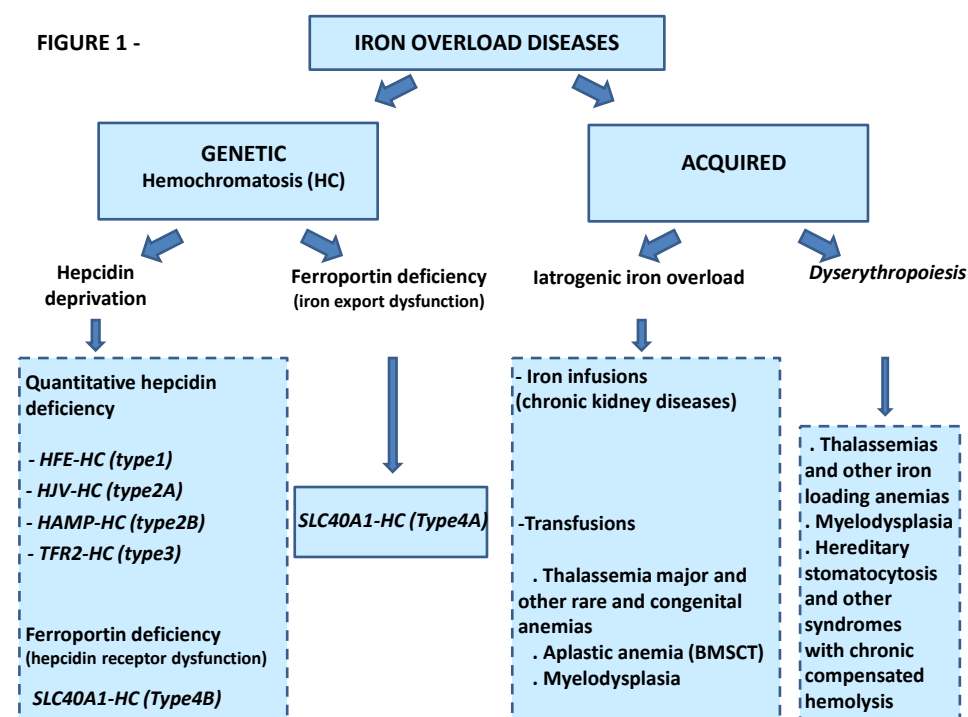 FIGURE 1 -
IRON OVERLOAD DISEASES
GENETIC
Hemochromatosis (HC)
ACQUIRED
Hepcidin
deprivation
Ferroportin deficiency
(iron export dysfunction)
Iatrogenic iron overload
Dyserythropoiesis
Quantitative hepcidin
deficiency
- HFE-HC (type1)
- HJV-HC (type2A)
- HAMP-HC (type2B)
- TFR2-HC (type3)
Ferroportin deficiency
(hepcidin receptor dysfunction)
SLC40A1-HC (Type4B)
SLC40A1-HC (Type4A)
- Iron infusions
(chronic kidney diseases)
-Transfusions
. Thalassemia major and
other rare and congenital
anemias
. Aplastic anemia (BMSCT)
. Myelodysplasia
. Thalassemias
and other iron
loading anemias
. Myelodysplasia
. Hereditary
stomatocytosis
and other
syndromes
with chronic
compensated
hemolysis